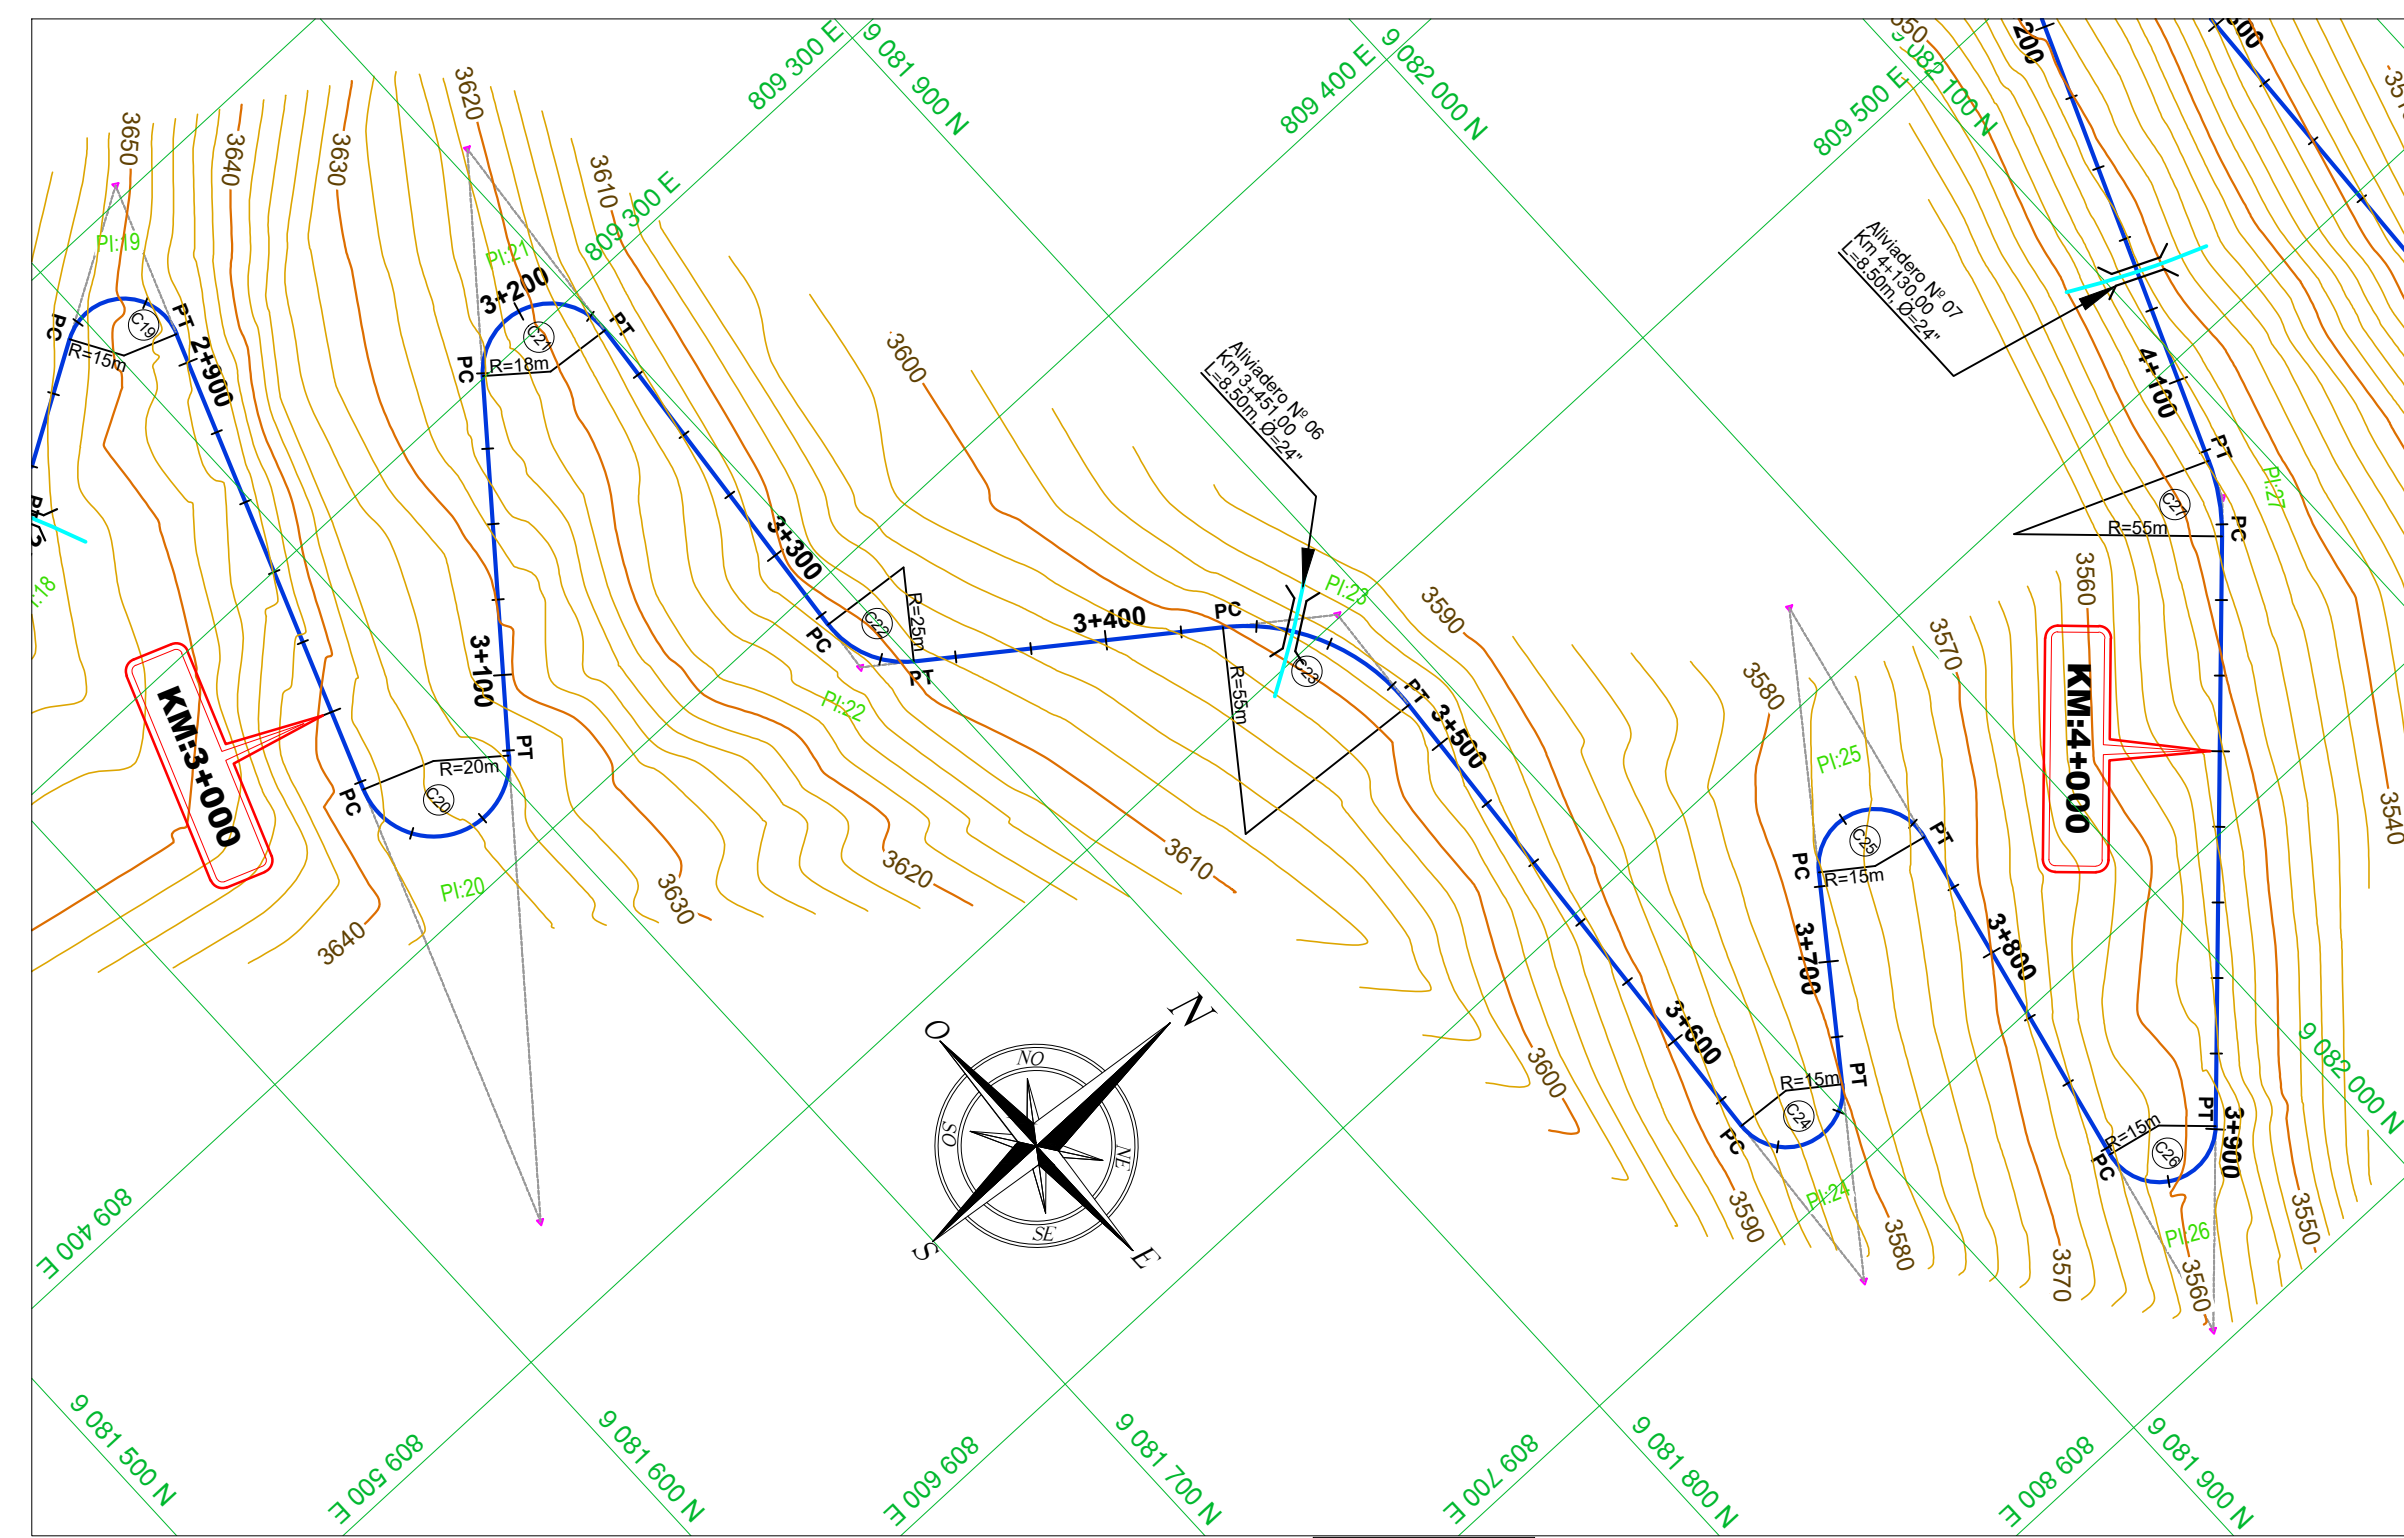 809 300 E
9 081 900 N
809 400 E
9 082 000 N
809 500 E
9 082 100 N
200
3650
3640
3630
3620
3610
809 300 E
PI:19
PI:21
3+200
C19
PC
PT
R=15m
2+900
C21
PC
PT
R=18m
3600
Aliviadero Nº 06
Km 3+451.00
L=8.50m, Ø=24"
Aliviadero Nº 07
Km 4+130.00
L=8.50m, Ø=24"
4+100
PT
PI:27
C27
R=55m
PC
3+300
C22
R=25m
PC
PT
PI:22
3+400
PC
PI:23
C23
R=55m
PT
3590
3+500
3560
3570
3580
KM:3+000
3+100
PT
R=20m
C20
PC
PI:20
3640
3630
3620
3610
KM:4+000
PI:25
C25
PC
PT
R=15m
3540
3+700
3+800
3+600
3600
R=15m
PT
C24
PC
PI:24
3590
3580
3570
R=15m
PT
3+900
C26
PC
PI:26
3560
3550
9 082 000 N
N
O
NO
SO
NE
SE
S
E
809 400 E
9 081 500 N
809 500 E
9 081 600 N
809 600 E
9 081 700 N
809 700 E
9 081 800 N
809 800 E
9 081 900 N